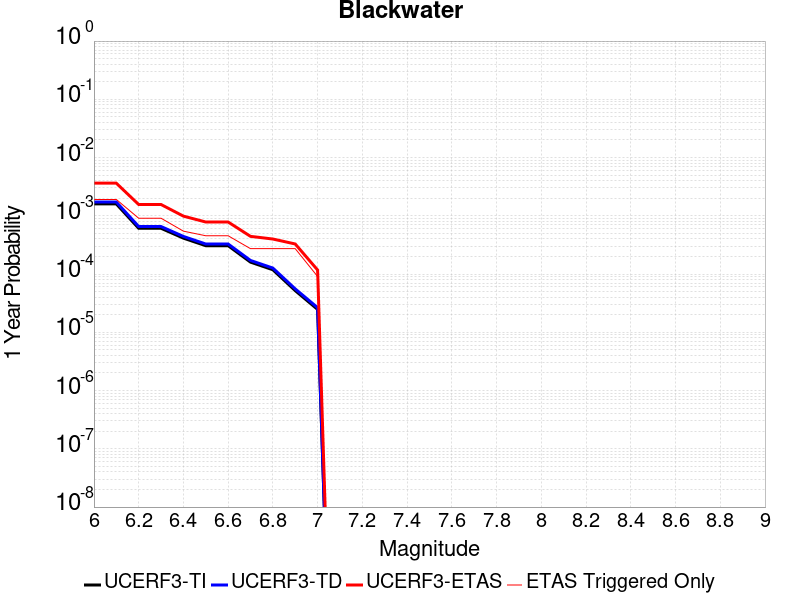 Blackwater
10 0
10 -1
10 -2
10 -3
10 -4
10 -5
10 -6
10 -7
10 -8
1 Year Probability
6 6.2 6.4 6.6 6.8 7 7.2 7.4 7.6 7.8 8 8.2 8.4 8.6 8.8 9
Magnitude
UCERF3-TI UCERF3-TD UCERF3-ETAS ETAS Triggered Only